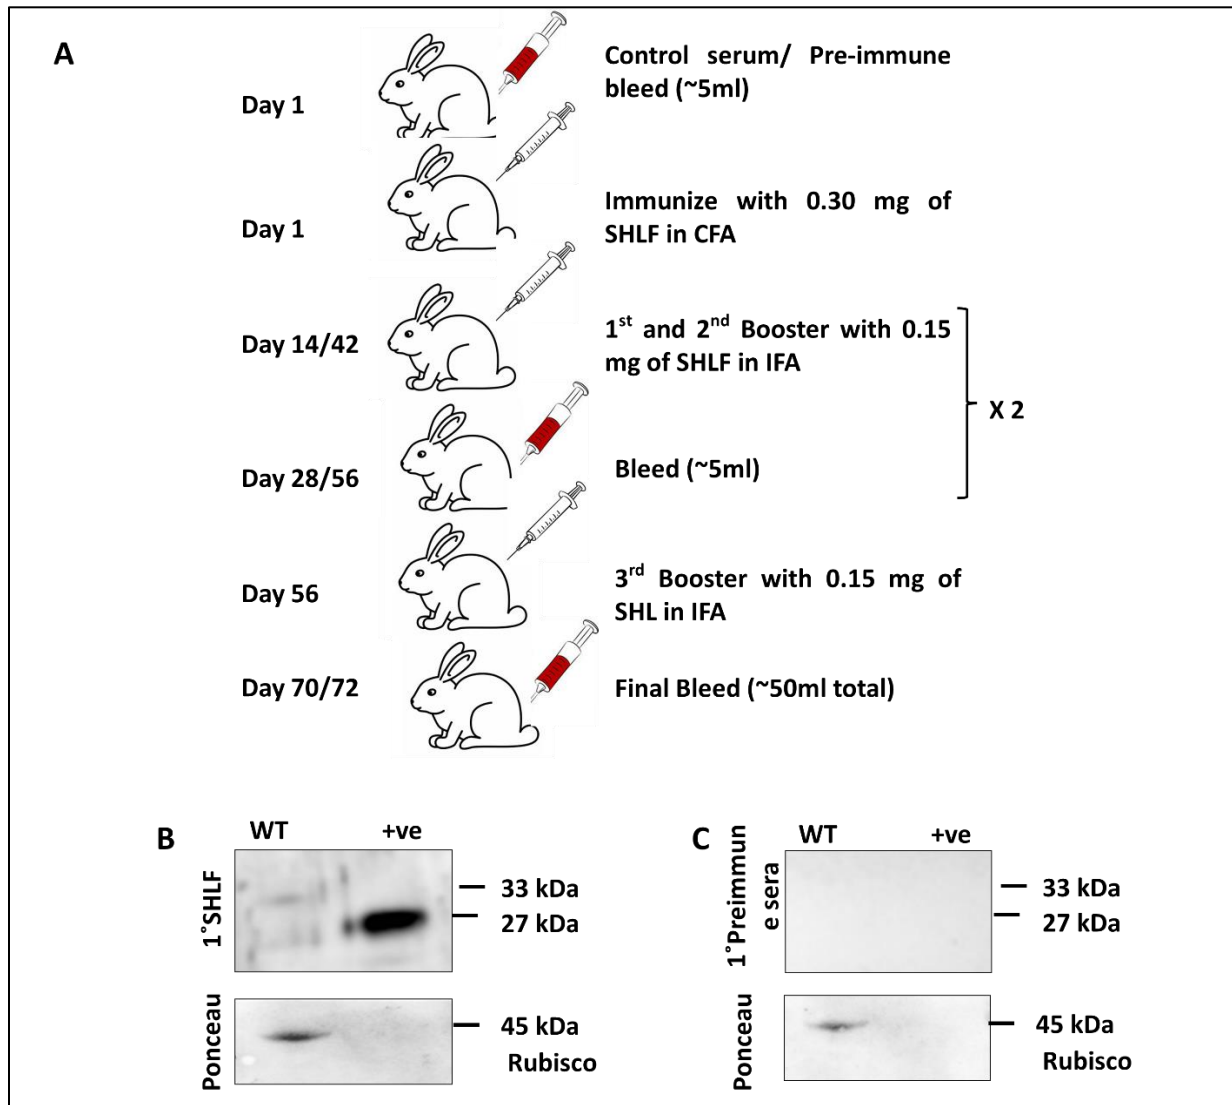 A
Day 1
Control serum/ Pre-immune
bleed (~5ml)
Day 1
Immunize with 0.30 mg of
SHLF in CFA
Day 14/42
1st and 2nd Booster with 0.15
mg of SHLF in IFA
X 2
Day 28/56
Bleed (~5ml)
Day 56
3rd Booster with 0.15 mg of
SHL in IFA
Day 70/72
Final Bleed (~50ml total)
B
WT +ve
1°SHLF
33 kDa
27 kDa
Ponceau
45 kDa
Rubisco
C
WT +ve
1°Preimmun
e sera
33 kDa
27 kDa
Ponceau
45 kDa
Rubisco